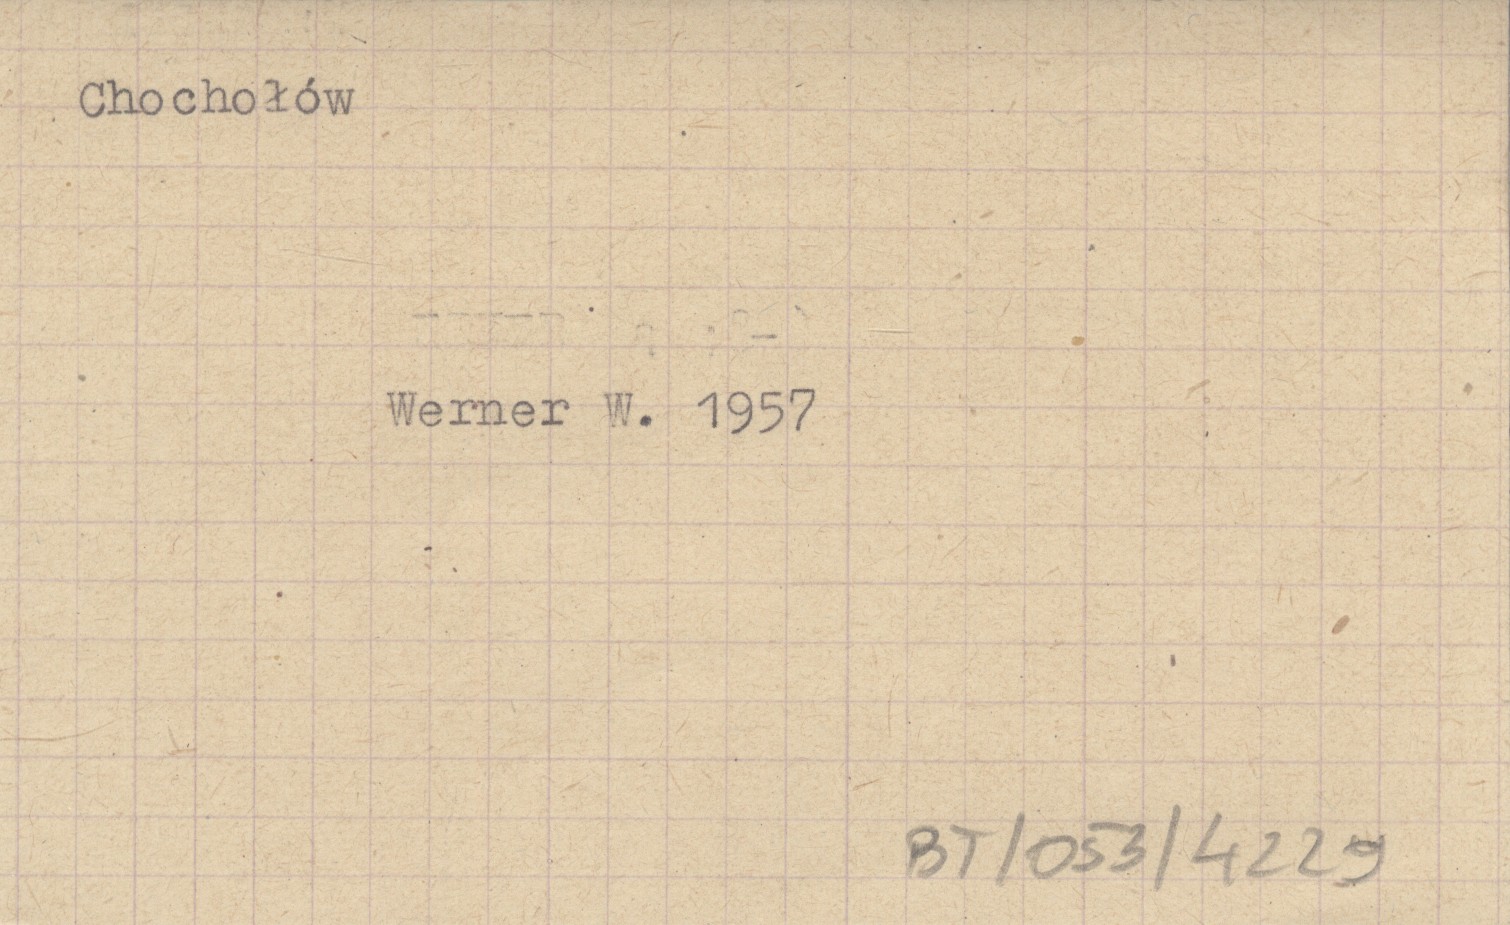 Chochołów
Werner W. 1957
BT/053/4229